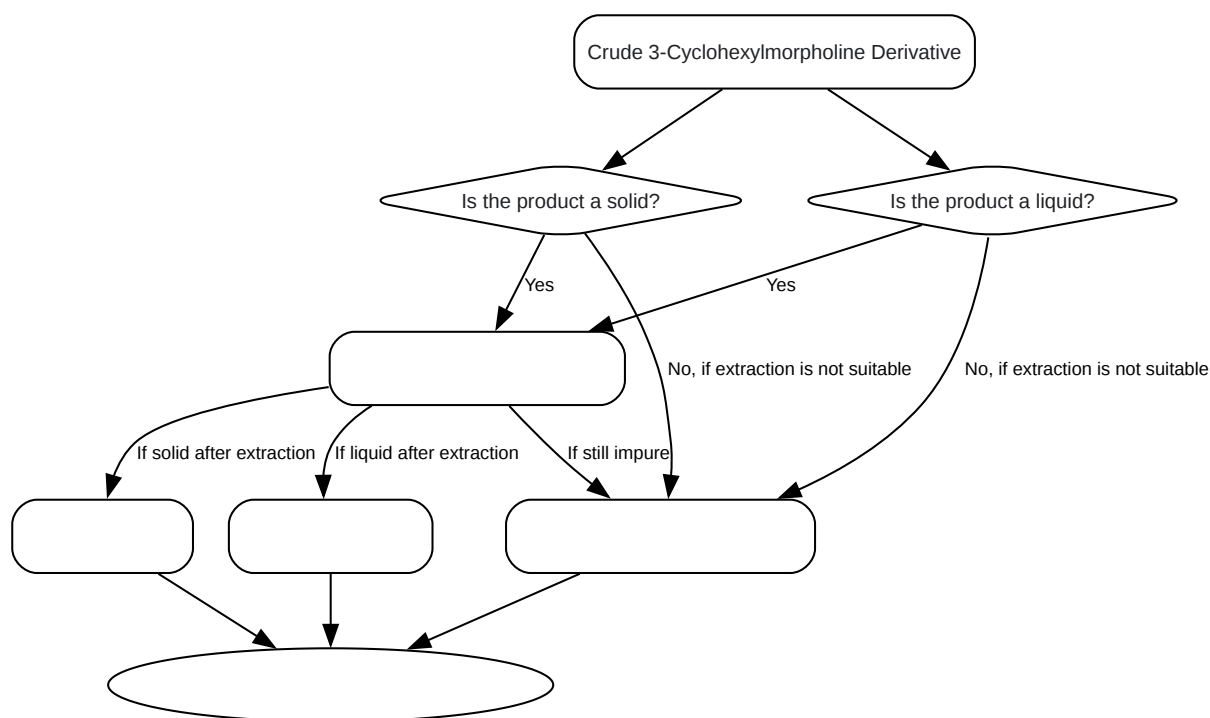 Crude 3-Cyclohexylmorpholine Derivative
Is the product a solid?
Is the product a liquid?
Yes
Yes
No, if extraction is not suitable
No, if extraction is not suitable
If solid after extraction
If liquid after extraction
If still impure